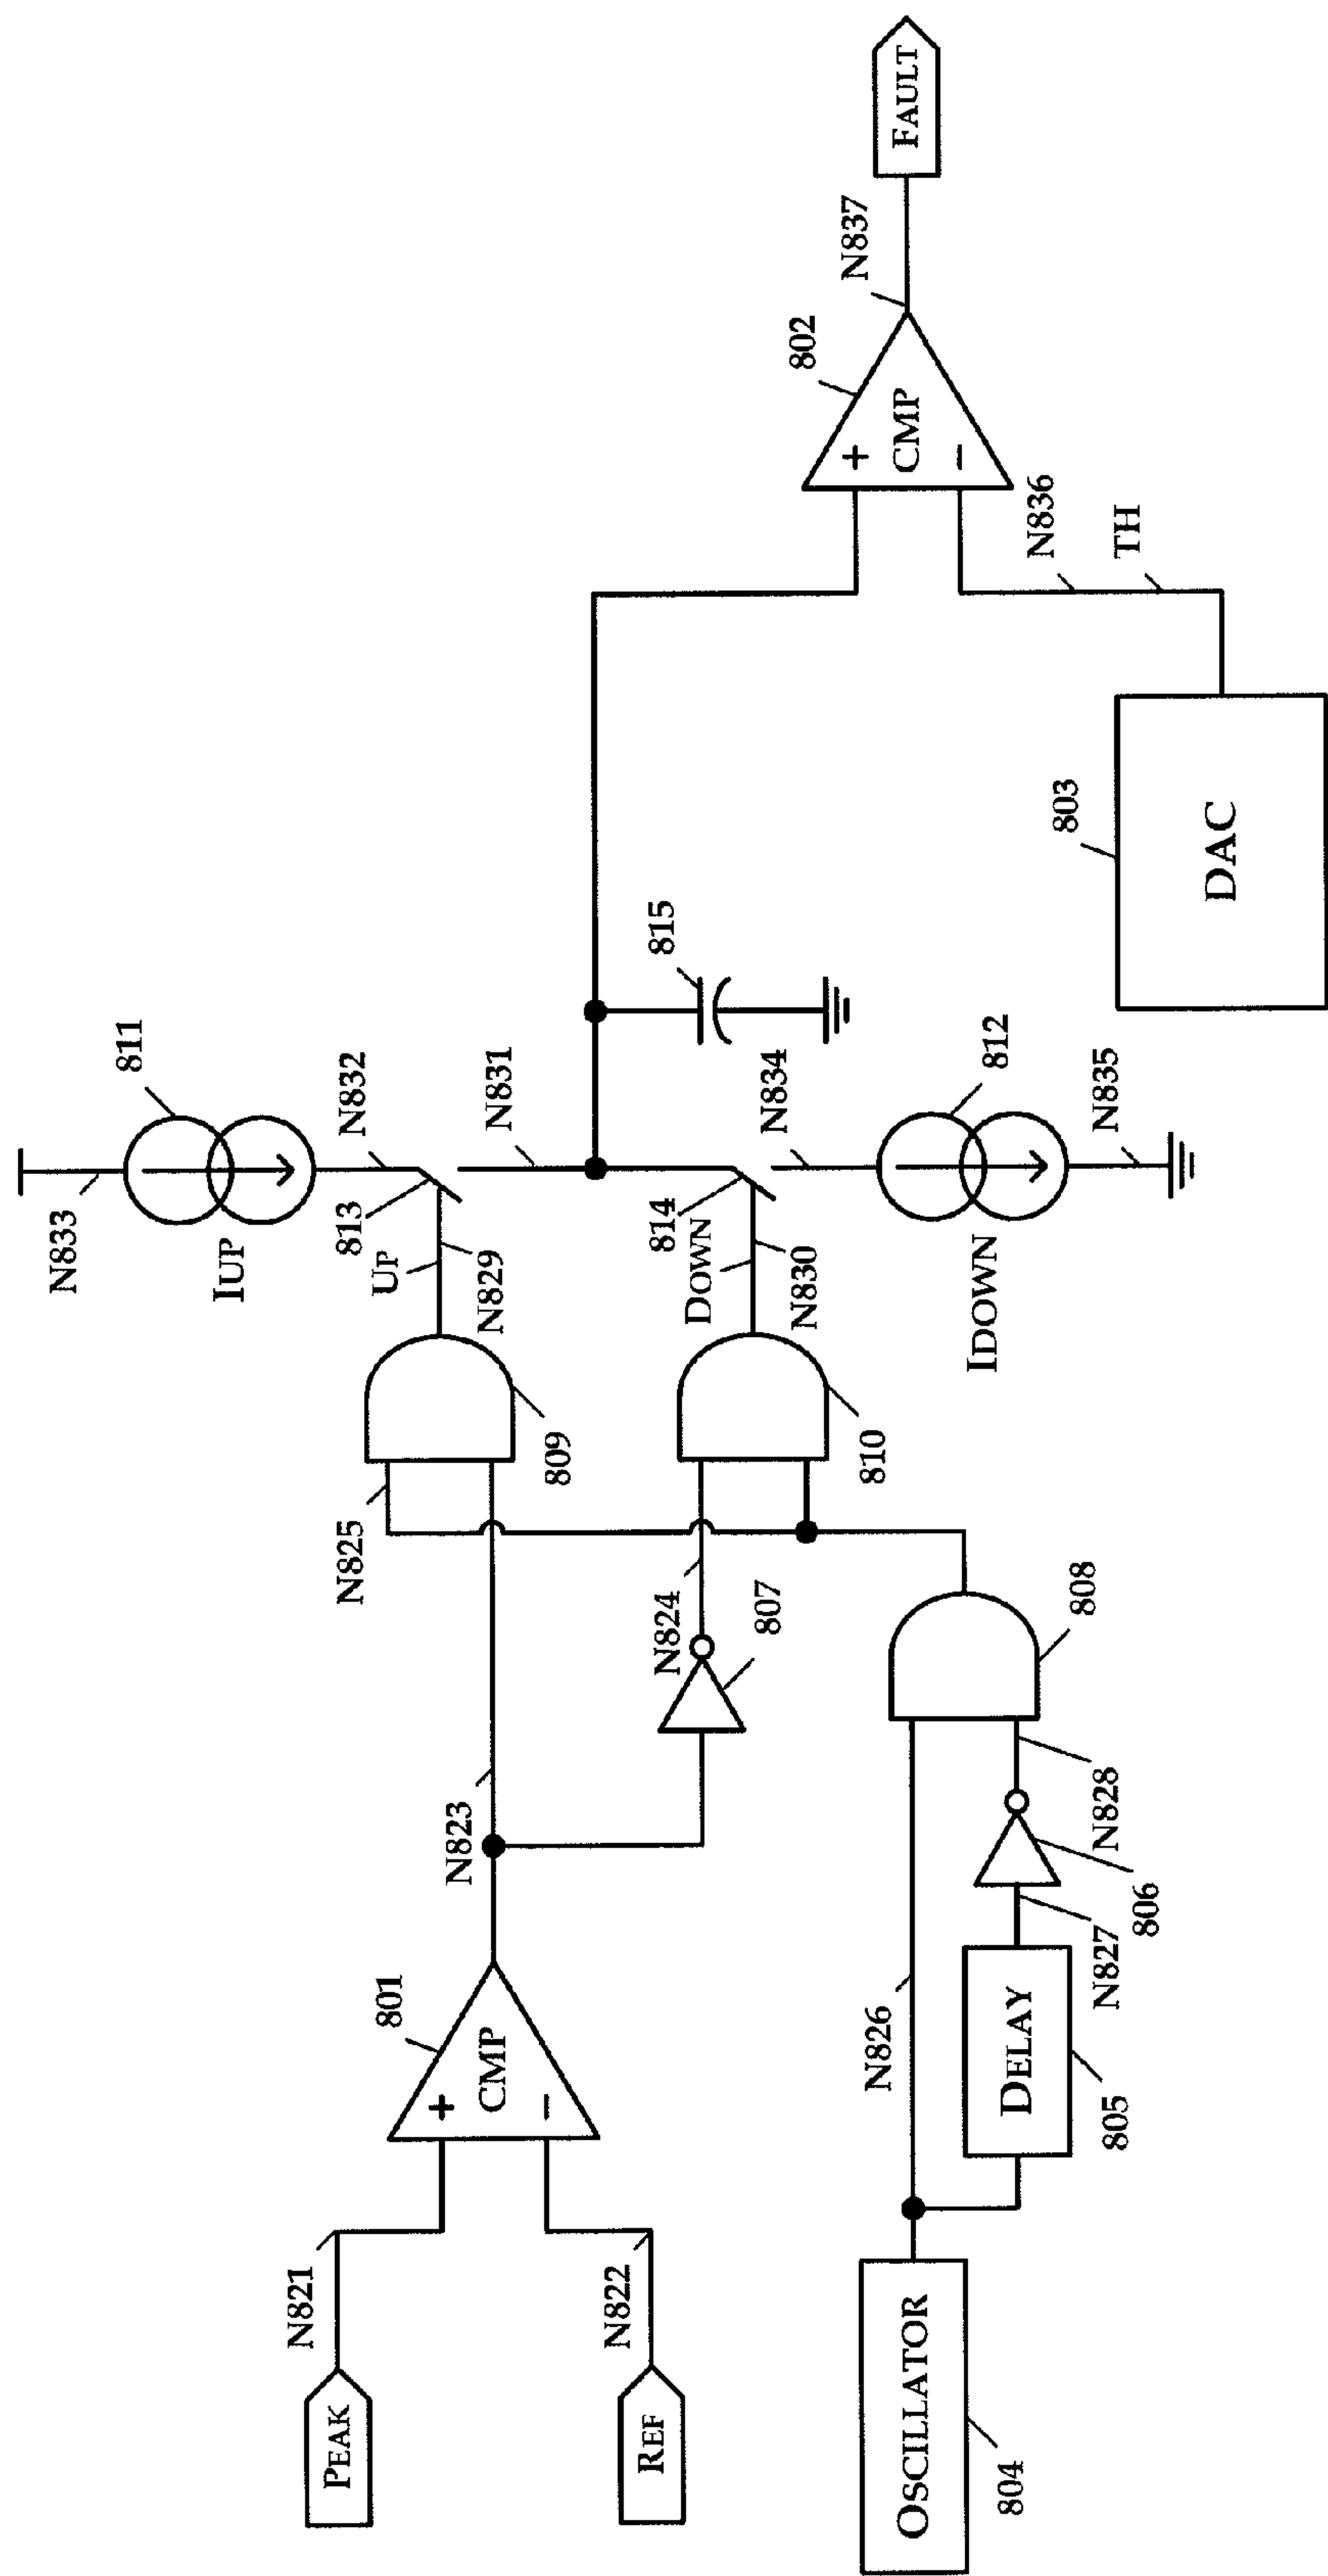 PEAK
N821
REF
N822
801
+
CMP
−
N823
N824
807
N825
809
810
OSCILLATOR
804
N826
DELAY
805
N827
806
N828
808
N833
811
IUP
N832
813
UP
N829
N831
814
DOWN
N830
N834
812
IDOWN
N835
815
803
DAC
TH
N836
802
+
CMP
−
N837
FAULT